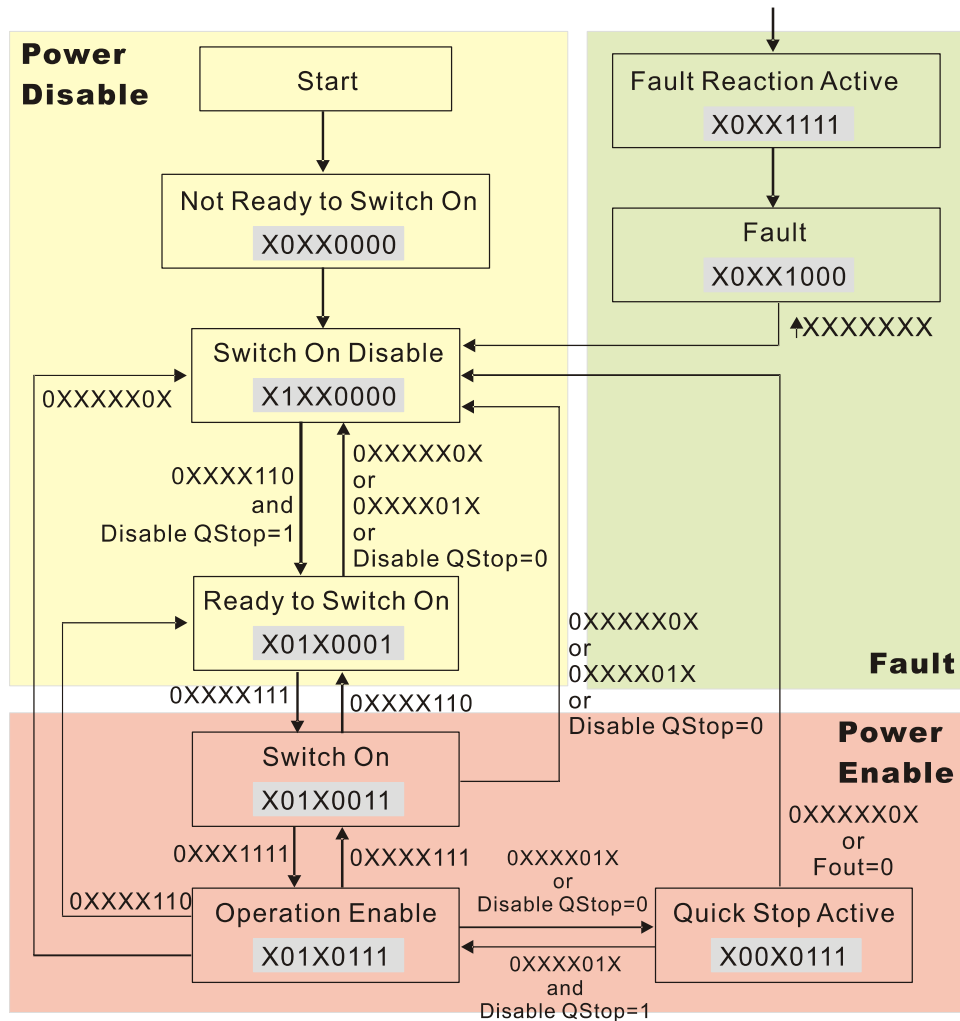 Power
Disable
Start
Not Ready to Switch On
X0XX0000
Switch On Disable
X1XX0000
0XXXXX0X
0XXXX110
and
Disable QStop=1
0XXXXX0X
or
0XXXX01X
or
Disable QStop=0
Ready to Switch On
X01X0001
0XXXX111
0XXXX110
Fault Reaction Active
X0XX1111
Fault
X0XX1000
XXXXXXX
Fault
0XXXXX0X
or
0XXXX01X
or
Disable QStop=0
Power
Enable
Switch On
X01X0011
0XXX1111
0XXXX111
0XXXX110
Operation Enable
X01X0111
0XXXX01X
or
Disable QStop=0
0XXXX01X
and
Disable QStop=1
0XXXXX0X
or
Fout=0
Quick Stop Active
X00X0111